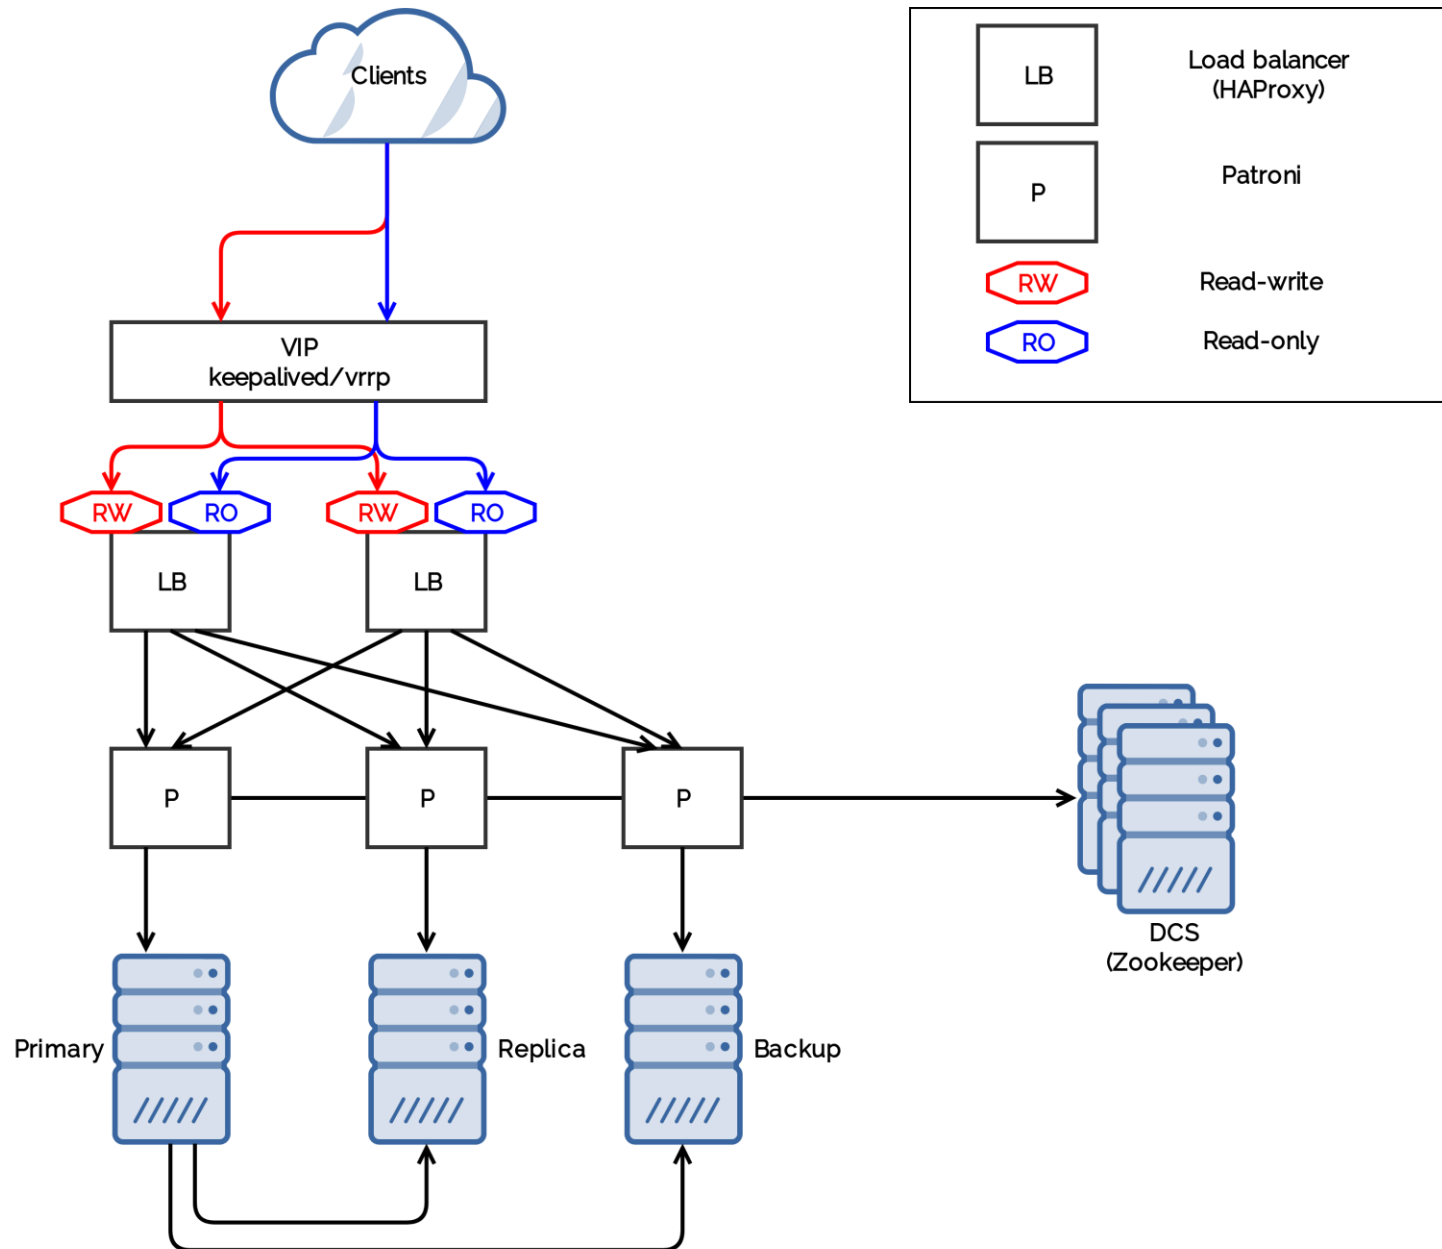 Clients
LB
Load balancer
(HAProxy)
P
Patroni
RW
Read-write
RO
Read-only
VIP
keepalived/vrrp
RW
RO
RW
RO
LB
LB
P
P
P
DCS
(Zookeeper)
Primary
Replica
Backup